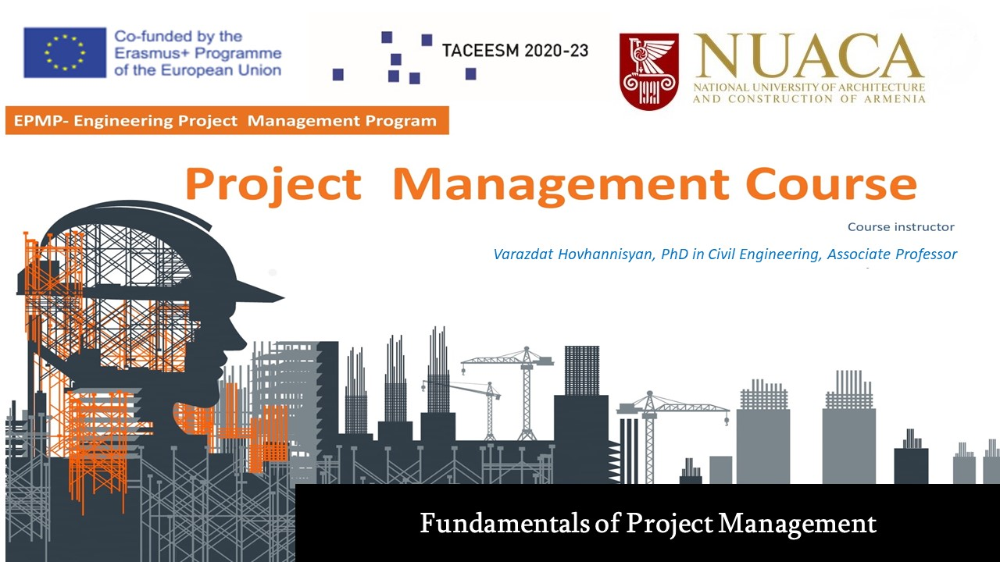 Co-funded by the
Erasmus+ Programme
of the European Union
TACEESM 2020-23
1921
NUACA
NATIONAL UNIVERSITY OF ARCHITECTURE
AND CONSTRUCTION OF ARMENIA
EPMP- Engineering Project Management Program
Project Management Course
Course instructor
Varazdat Hovhannisyan, PhD in Civil Engineering, Associate Professor
Fundamentals of Project Management